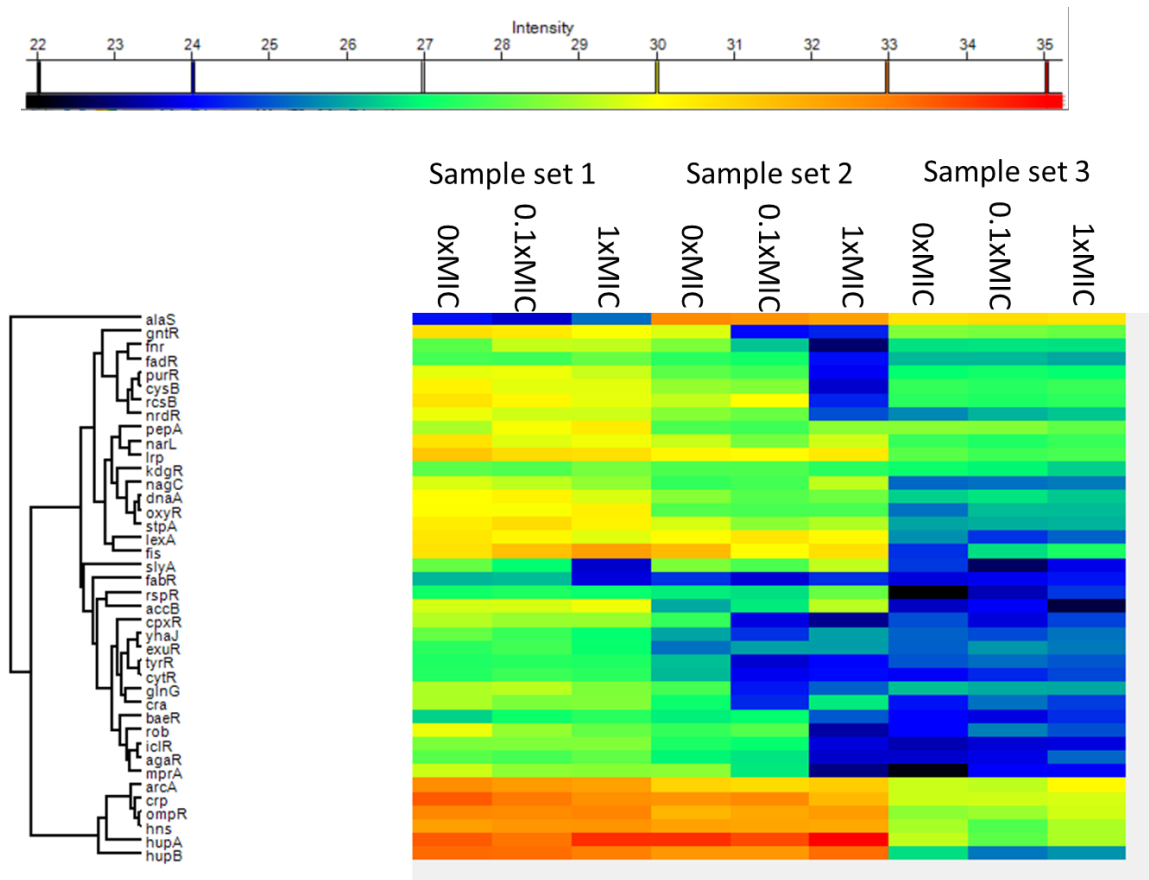 Intensity
22 23 24 25 26 27 28 29 30 31 32 33 34 35
Sample set 1 Sample set 2 Sample set 3
0xMIC 0.1xMIC 1xMIC 0xMIC 0.1xMIC 1xMIC 0xMIC 0.1xMIC 1xMIC
alaS
gntR
fnr
fadR
purR
cysB
rcsB
nrdR
pepA
narL
lrp
kdgR
nagC
dnaA
oxyR
stpA
lexA
fis
slyA
fabR
rspR
accB
cpxR
yhaJ
exuR
tyrR
cytR
glnG
cra
baeR
rob
iclR
agaR
mprA
arcA
crp
ompR
hns
hupA
hupB